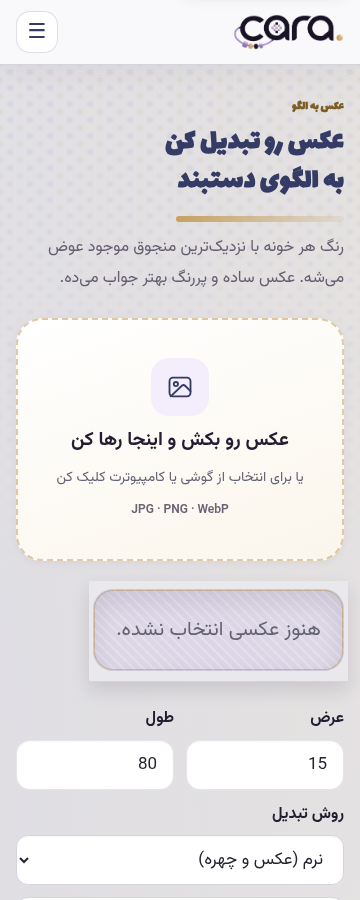 cara.
عکس به الگو
عکس رو تبدیل کن
به الگوی دستبند
رنگ هر خونه با نزدیک‌ترین منجوق موجود عوض
می‌شه. عکس ساده و پررنگ بهتر جواب می‌ده.
عکس رو بکش و اینجا رها کن
یا برای انتخاب از گوشی یا کامپیوترت کلیک کن
JPG · PNG · WebP
هنوز عکسی انتخاب نشده.
عرض
طول
15
80
روش تبدیل
نرم (عکس و چهره)